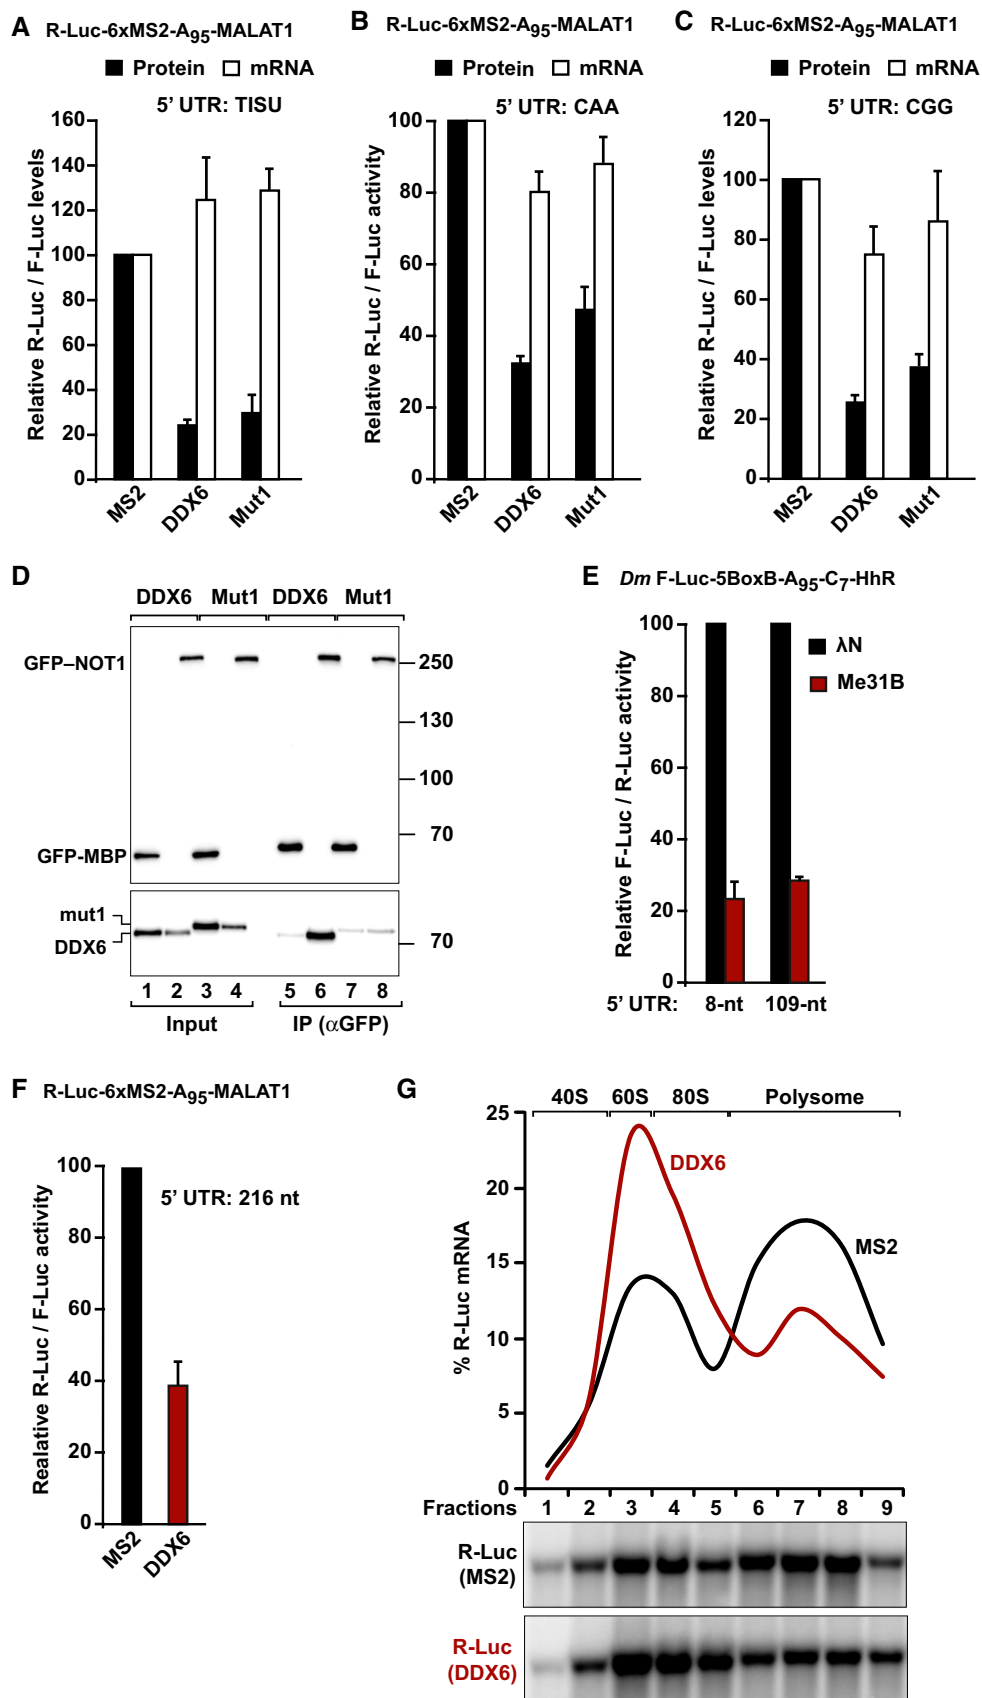 A R-Luc-6xMS2-A95-MALAT1
Protein mRNA
5' UTR: TISU
Relative R-Luc / F-Luc levels
160
140
120
100
80
60
40
20
0
MS2
DDX6
Mut1
B R-Luc-6xMS2-A95-MALAT1
Protein mRNA
5' UTR: CAA
Relative R-Luc / F-Luc activity
100
80
60
40
20
0
MS2
DDX6
Mut1
C R-Luc-6xMS2-A95-MALAT1
Protein mRNA
5' UTR: CGG
Relative R-Luc / F-Luc levels
120
100
80
60
40
20
0
MS2
DDX6
Mut1
D
DDX6 Mut1 DDX6 Mut1
GFP–NOT1
250
130
100
70
GFP-MBP
mut1
DDX6
70
1 2 3 4 5 6 7 8
Input IP (αGFP)
E Dm F-Luc-5BoxB-A95-C7-HhR
λN
Me31B
Relative F-Luc / R-Luc activity
100
80
60
40
20
0
5' UTR: 8-nt 109-nt
F R-Luc-6xMS2-A95-MALAT1
5' UTR: 216 nt
Realative R-Luc / F-Luc activity
100
80
60
40
20
0
MS2
DDX6
G
40S 60S 80S Polysome
% R-Luc mRNA
25
20
15
10
5
0
DDX6
MS2
Fractions 1 2 3 4 5 6 7 8 9
R-Luc
(MS2)
R-Luc
(DDX6)